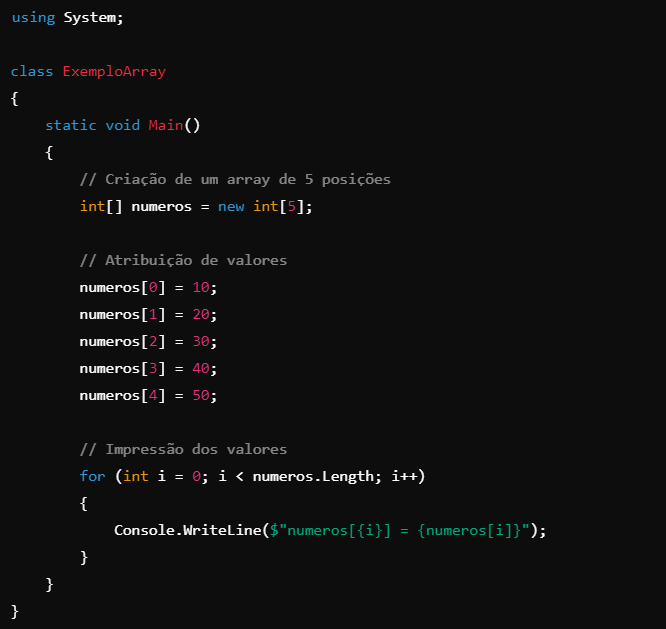 using System;

class ExemploArray
{
    static void Main()
    {
        // Criação de um array de 5 posições
        int[] numeros = new int[5];

        // Atribuição de valores
        numeros[0] = 10;
        numeros[1] = 20;
        numeros[2] = 30;
        numeros[3] = 40;
        numeros[4] = 50;

        // Impressão dos valores
        for (int i = 0; i < numeros.Length; i++)
        {
            Console.WriteLine($"numeros[{i}] = {numeros[i]}");
        }
    }
}